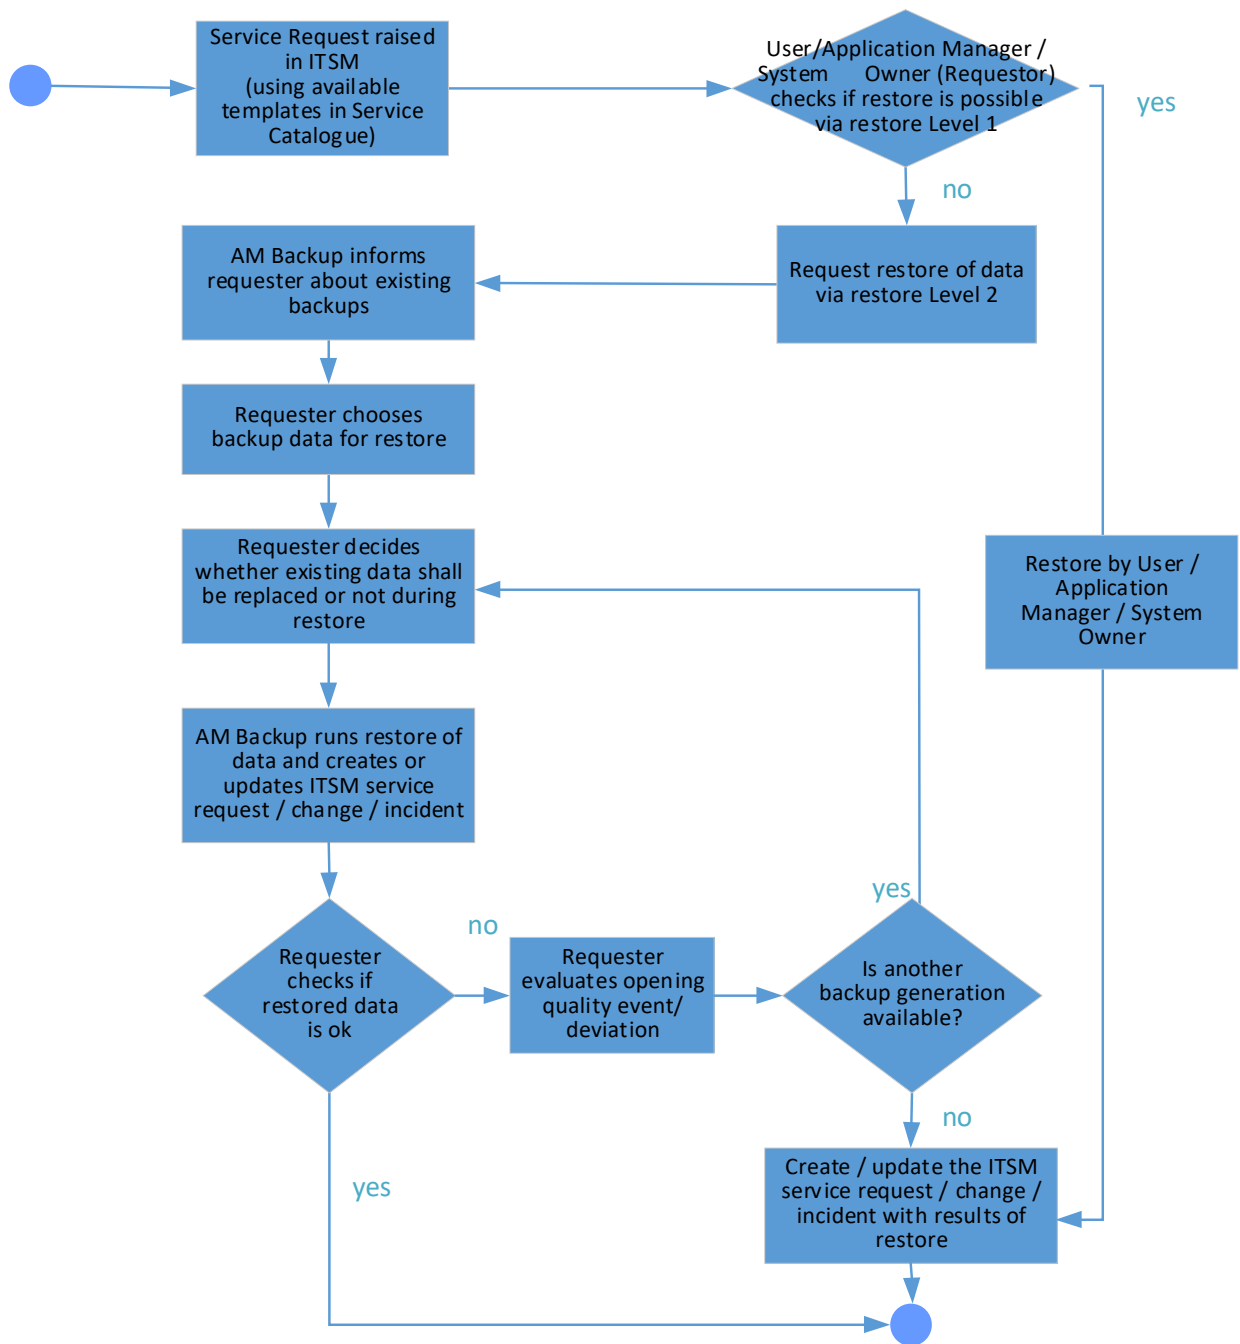 Service Request raised
in ITSM
(using available
templates in Service
Catalogue)
User/Application Manager /
System Owner (Requestor)
checks if restore is possible
via restore Level 1
yes
no
AM Backup informs
requester about existing
backups
Request restore of data
via restore Level 2
Requester chooses
backup data for restore
Requester decides
whether existing data shall
be replaced or not during
restore
Restore by User /
Application
Manager / System
Owner
AM Backup runs restore of
data and creates or
updates ITSM service
request / change / incident
yes
no
Requester
checks if
restored data
is ok
Requester
evaluates opening
quality event/
deviation
Is another
backup generation
available?
no
yes
Create / update the ITSM
service request / change /
incident with results of
restore